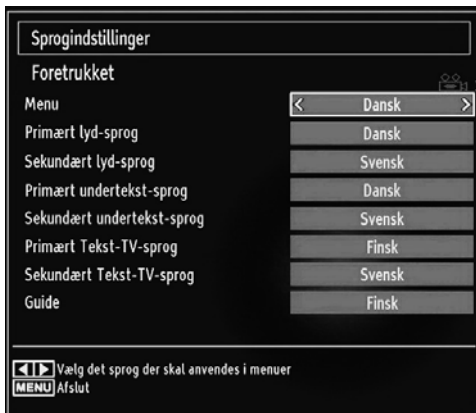 Sprogindstillinger
Foretrukket
Menu < Dansk >
Primært lyd-sprog Dansk
Sekundært lyd-sprog Svensk
Primært undertekst-sprog Dansk
Sekundært undertekst-sprog Svensk
Primært Tekst-TV-sprog Finsk
Sekundært Tekst-TV-sprog Svensk
Guide Finsk
Vælg det sprog der skal anvendes i menuer
MENU Afslut